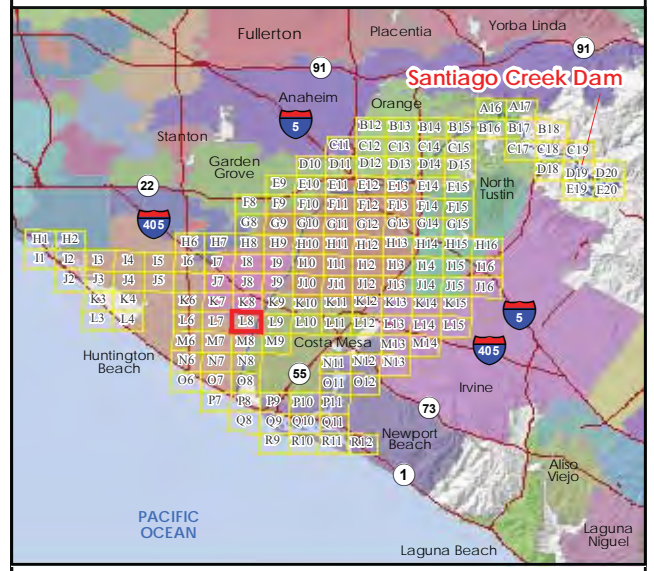 Fullerton
Placentia
Yorba Linda
91
91
Santiago Creek Dam
Anaheim
Orange
A16 A17
5
B12 B13 B14 B15 B16 B17 B18
Stanton
C11 C12 C13 C14 C15 C17 C18 C19
Garden
Grove
D10 D11 D12 D13 D14 D15 D18 D19 D20
22
E9 E10 E11 E12 E13 E14 E15 E19 E20
North
Tustin
F8 F9 F10 F11 F12 F13 F14 F15
405
G8 G9 G10 G11 G12 G13 G14 G15
H1 H2 H6 H7 H8 H9 H10 H11 H12 H13 H14 H15 H16
I1 I2 I3 I4 I5 I6 I7 I8 I9 I10 I11 I12 I13 I14 I15 I16
J2 J3 J4 J5 J7 J8 J9 J10 J11 J12 J13 J14 J15 J16
K3 K4 K6 K7 K8 K9 K10 K11 K12 K13 K14 K15
5
L3 L4 L6 L7 L8 L9 L10 L11 L12 L13 L14 L15
M6 M7 M8 M9 Costa Mesa M13 M14
405
Huntington
Beach
N6 N7 N8 N11 N12 N13
55
O6 O7 O8 O11 O12
Irvine
P7 P8 P9 P10 P11
73
Q8 Q9 Q10 Q11
Newport
Beach
R9 R10 R11 R12
1
Aliso
Viejo
PACIFIC
OCEAN
Laguna
Niguel
Laguna Beach